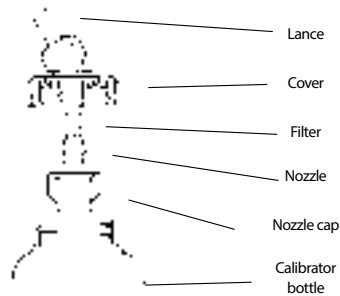 Lance
Cover
Filter
Nozzle
Nozzle cap
Calibrator
bottle